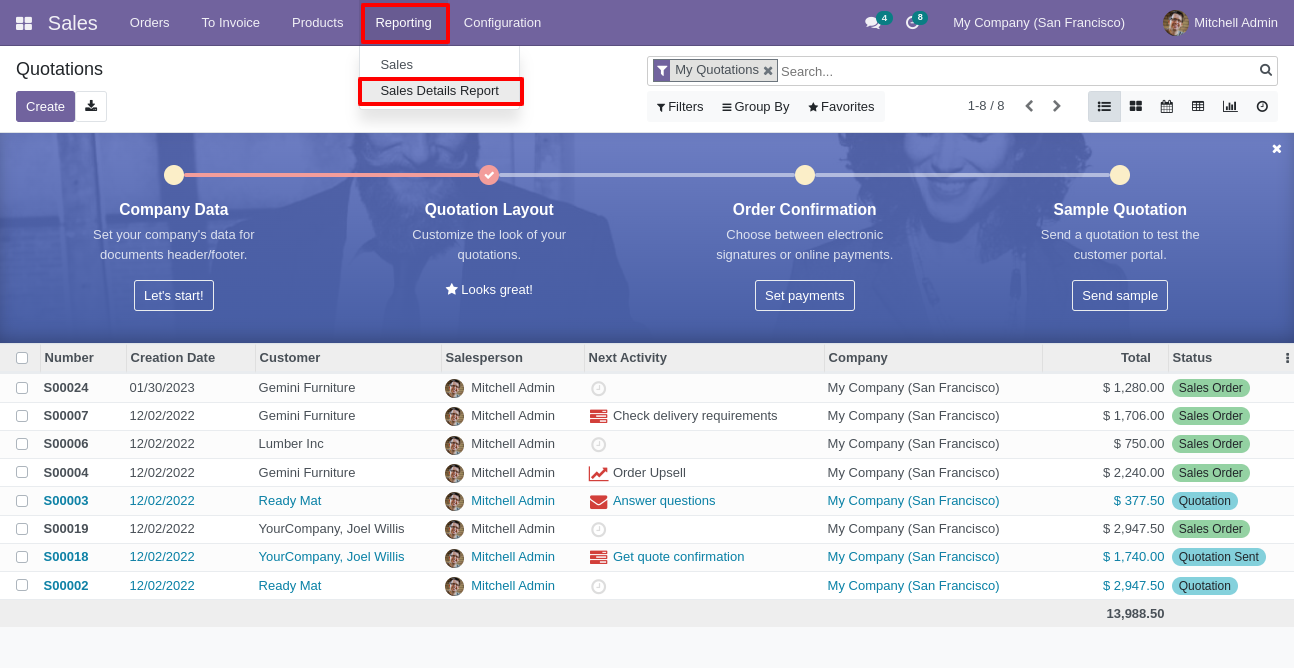 Sales Orders To Invoice Products Reporting Configuration 4 8 My Company (San Francisco) Mitchell Admin
Sales
Sales Details Report
Quotations
My Quotations Search...
Create
Filters Group By Favorites 1-8 / 8
Company Data
Set your company's data for
documents header/footer.
Let's start!
Quotation Layout
Customize the look of your
quotations.
Looks great!
Order Confirmation
Choose between electronic
signatures or online payments.
Set payments
Sample Quotation
Send a quotation to test the
customer portal.
Send sample
Number Creation Date Customer Salesperson Next Activity Company Total Status
S00024 01/30/2023 Gemini Furniture Mitchell Admin My Company (San Francisco) $ 1,280.00 Sales Order
S00007 12/02/2022 Gemini Furniture Mitchell Admin Check delivery requirements My Company (San Francisco) $ 1,706.00 Sales Order
S00006 12/02/2022 Lumber Inc Mitchell Admin My Company (San Francisco) $ 750.00 Sales Order
S00004 12/02/2022 Gemini Furniture Mitchell Admin Order Upsell My Company (San Francisco) $ 2,240.00 Sales Order
S00003 12/02/2022 Ready Mat Mitchell Admin Answer questions My Company (San Francisco) $ 377.50 Quotation
S00019 12/02/2022 YourCompany, Joel Willis Mitchell Admin My Company (San Francisco) $ 2,947.50 Sales Order
S00018 12/02/2022 YourCompany, Joel Willis Mitchell Admin Get quote confirmation My Company (San Francisco) $ 1,740.00 Quotation Sent
S00002 12/02/2022 Ready Mat Mitchell Admin My Company (San Francisco) $ 2,947.50 Quotation
13,988.50